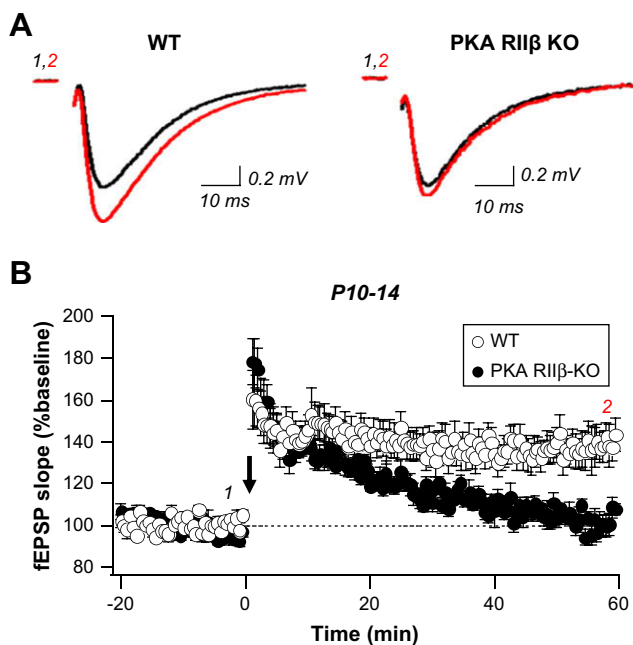 A
WT
PKA RIIβ KO
1,2
1,2
0.2 mV
10 ms
0.2 mV
10 ms
B
P10-14
fEPSP slope (%baseline)
200
180
160
140
120
100
80
WT
PKA RIIβ-KO
1
2
-20
0
20
40
60
Time (min)